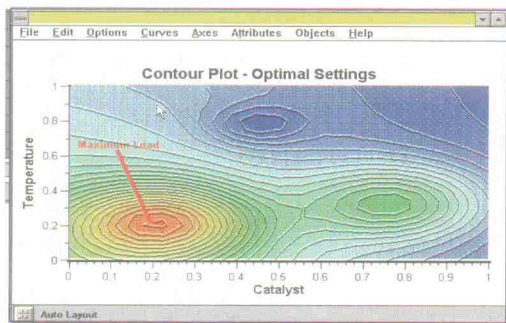 File Edit Options Curves Axes Attributes Objects Help
Contour Plot - Optimal Settings
Temperature
1
0.8
0.6
0.4
0.2
0
Maximum Load
0 0.1 0.2 0.3 0.4 0.5 0.6 0.7 0.8 0.9 1
Catalyst
Auto Layout